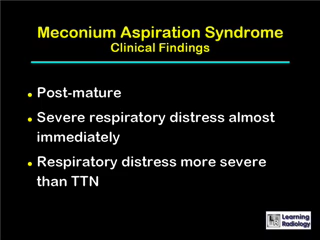 Meconium Aspiration Syndrome
Clinical Findings
Post-mature
Severe respiratory distress almost
immediately
Respiratory distress more severe
than TTN
Learning
Radiology